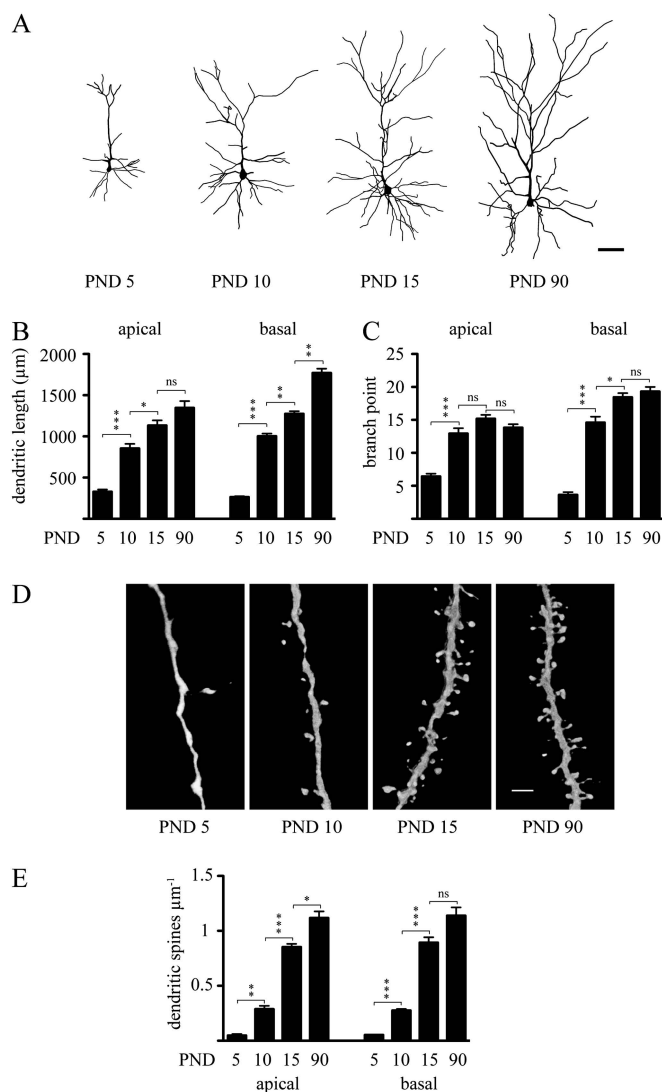 A
PND 5 PND 10 PND 15 PND 90
B
apical basal
dendritic length (µm)
2000
1500
1000
500
*** * ns *** ** **
PND 5 10 15 90 5 10 15 90
C
apical basal
branch point
25
20
15
10
5
*** ns ns *** * ns
PND 5 10 15 90 5 10 15 90
D
PND 5 PND 10 PND 15 PND 90
E
dendritic spines µm-1
1.5
1
0.5
** *** * *** *** ns
PND 5 10 15 90 5 10 15 90
apical basal